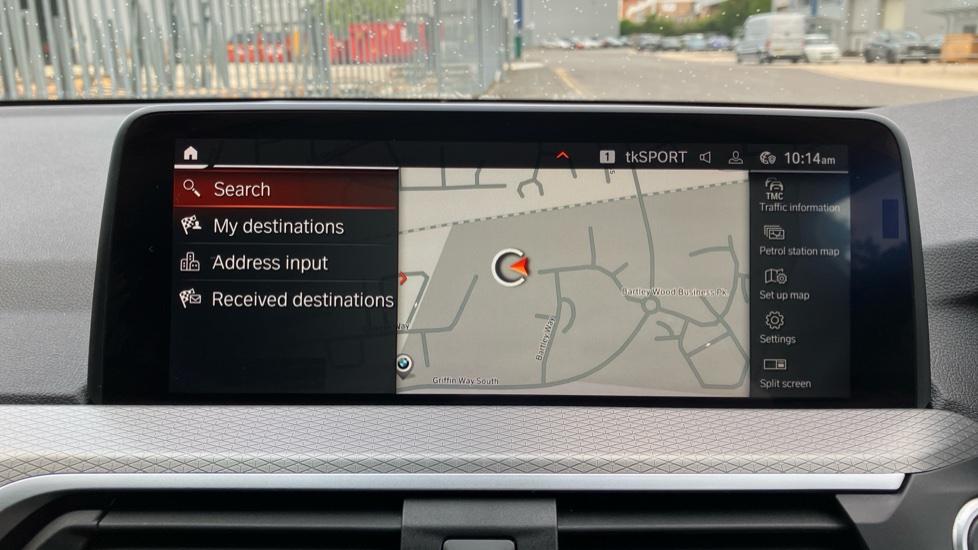 1 tkSPORT 10:14am
Search
My destinations
Address input
Received destinations
Bartley Wood Business Pk
Bartley Way
Way
Griffin Way South
TMC
Traffic information
Petrol station map
Set up map
Settings
Split screen